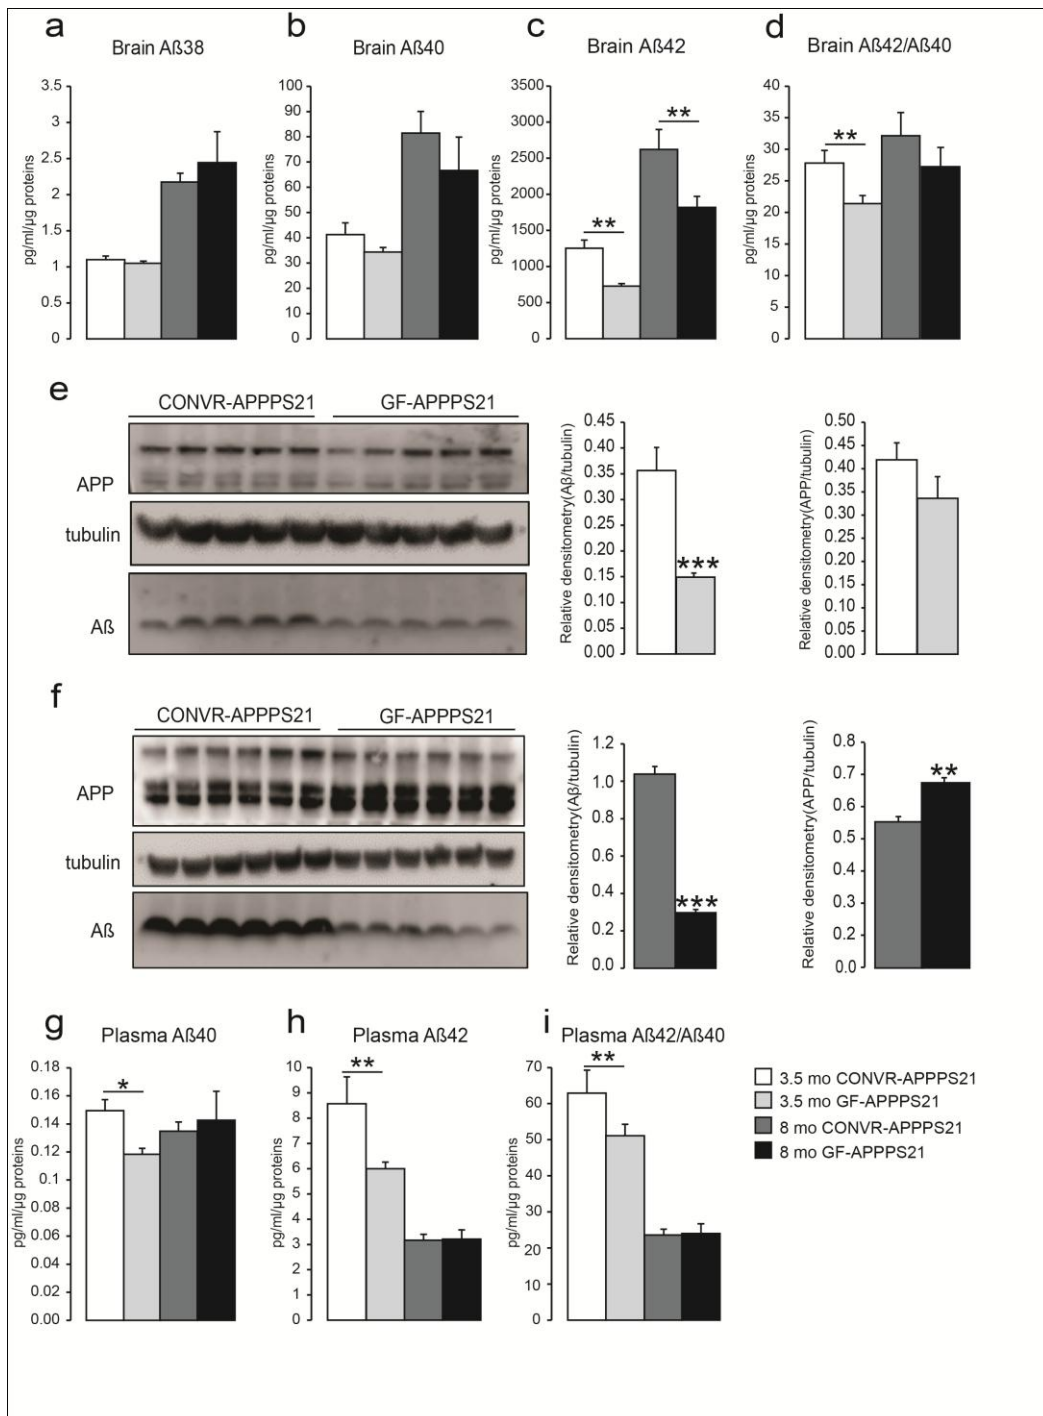 a
Brain Aß38
pg/ml/µg proteins
3.5
3
2.5
2
1.5
1
0.5
0
b
Brain Aß40
100
90
80
70
60
50
40
30
20
10
0
c
Brain Aß42
pg/ml/µg proteins
3500
3000
2500
2000
1500
1000
500
0
**
**
d
Brain Aß42/Aß40
pg/ml/µg proteins
40
35
30
25
20
15
10
5
0
**
e
CONVR-APPPS21 GF-APPPS21
APP
tubulin
Aß
Relative densitometry(Aβ/tubulin)
0.45
0.40
0.35
0.30
0.25
0.20
0.15
0.10
0.05
0.00
***
Relative densitometry(APP/tubulin)
0.50
0.45
0.40
0.35
0.30
0.25
0.20
0.15
0.10
0.05
0.00
f
CONVR-APPPS21 GF-APPPS21
APP
tubulin
Aß
Relative densitometry(Aβ/tubulin)
1.2
1.0
0.8
0.6
0.4
0.2
0.0
***
Relative densitometry(APP/tubulin)
0.8
0.7
0.6
0.5
0.4
0.3
0.2
0.1
0.0
**
g
Plasma Aß40
pg/ml/µg proteins
0.18
0.16
0.14
0.12
0.10
0.08
0.06
0.04
0.02
0.00
*
h
Plasma Aß42
pg/ml/µg proteins
10
9
8
7
6
5
4
3
2
1
0
**
i
Plasma Aß42/Aß40
pg/ml/µg proteins
70
60
50
40
30
20
10
0
**
3.5 mo CONVR-APPPS21
3.5 mo GF-APPPS21
8 mo CONVR-APPPS21
8 mo GF-APPPS21